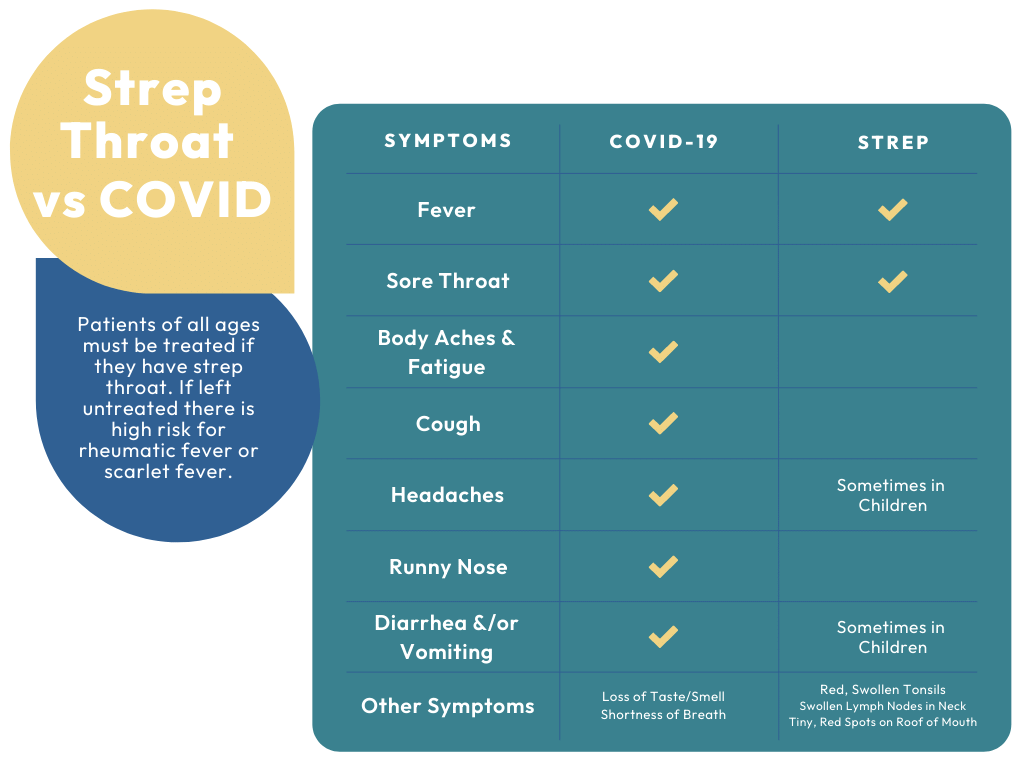 Strep
Throat
vs COVID
Patients of all ages
must be treated if
they have strep
throat. If left
untreated there is
high risk for
rheumatic fever or
scarlet fever.
SYMPTOMS COVID-19 STREP
Fever
Sore Throat
Body Aches &
Fatigue
Cough
Headaches
Sometimes in
Children
Runny Nose
Diarrhea &/or
Vomiting
Sometimes in
Children
Other Symptoms
Loss of Taste/Smell
Shortness of Breath
Red, Swollen Tonsils
Swollen Lymph Nodes in Neck
Tiny, Red Spots on Roof of Mouth